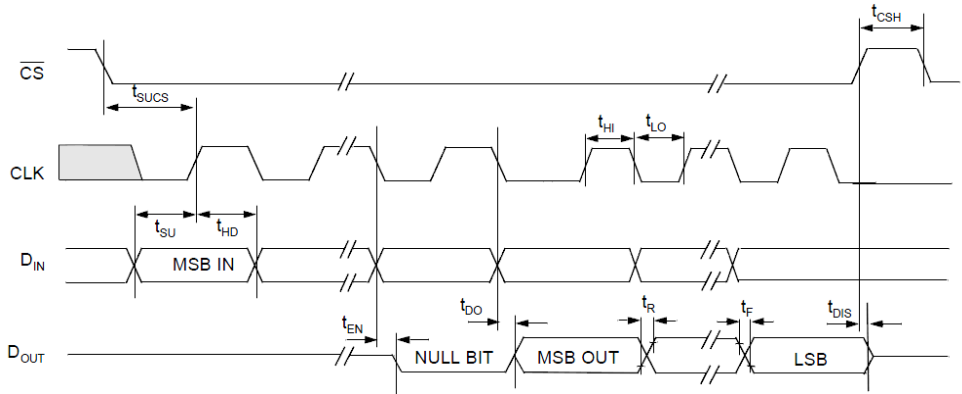 tCSH
CS
tSUCS
tHI
tLO
CLK
tSU
tHD
DIN
MSB IN
tEN
tDO
tR
tF
tDIS
DOUT
NULL BIT
MSB OUT
LSB